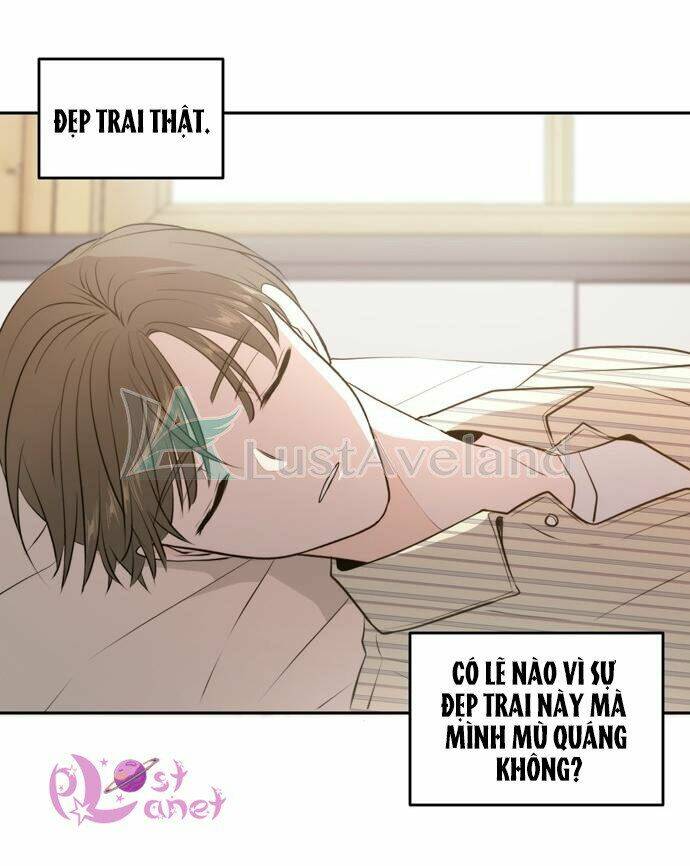 ĐẸP TRAI THẬT.
LustAveland
CÓ LẼ NÀO VÌ SỰ
ĐẸP TRAI NÀY MÀ
MÌNH MÙ QUÁNG
KHÔNG?
Lost
Planet